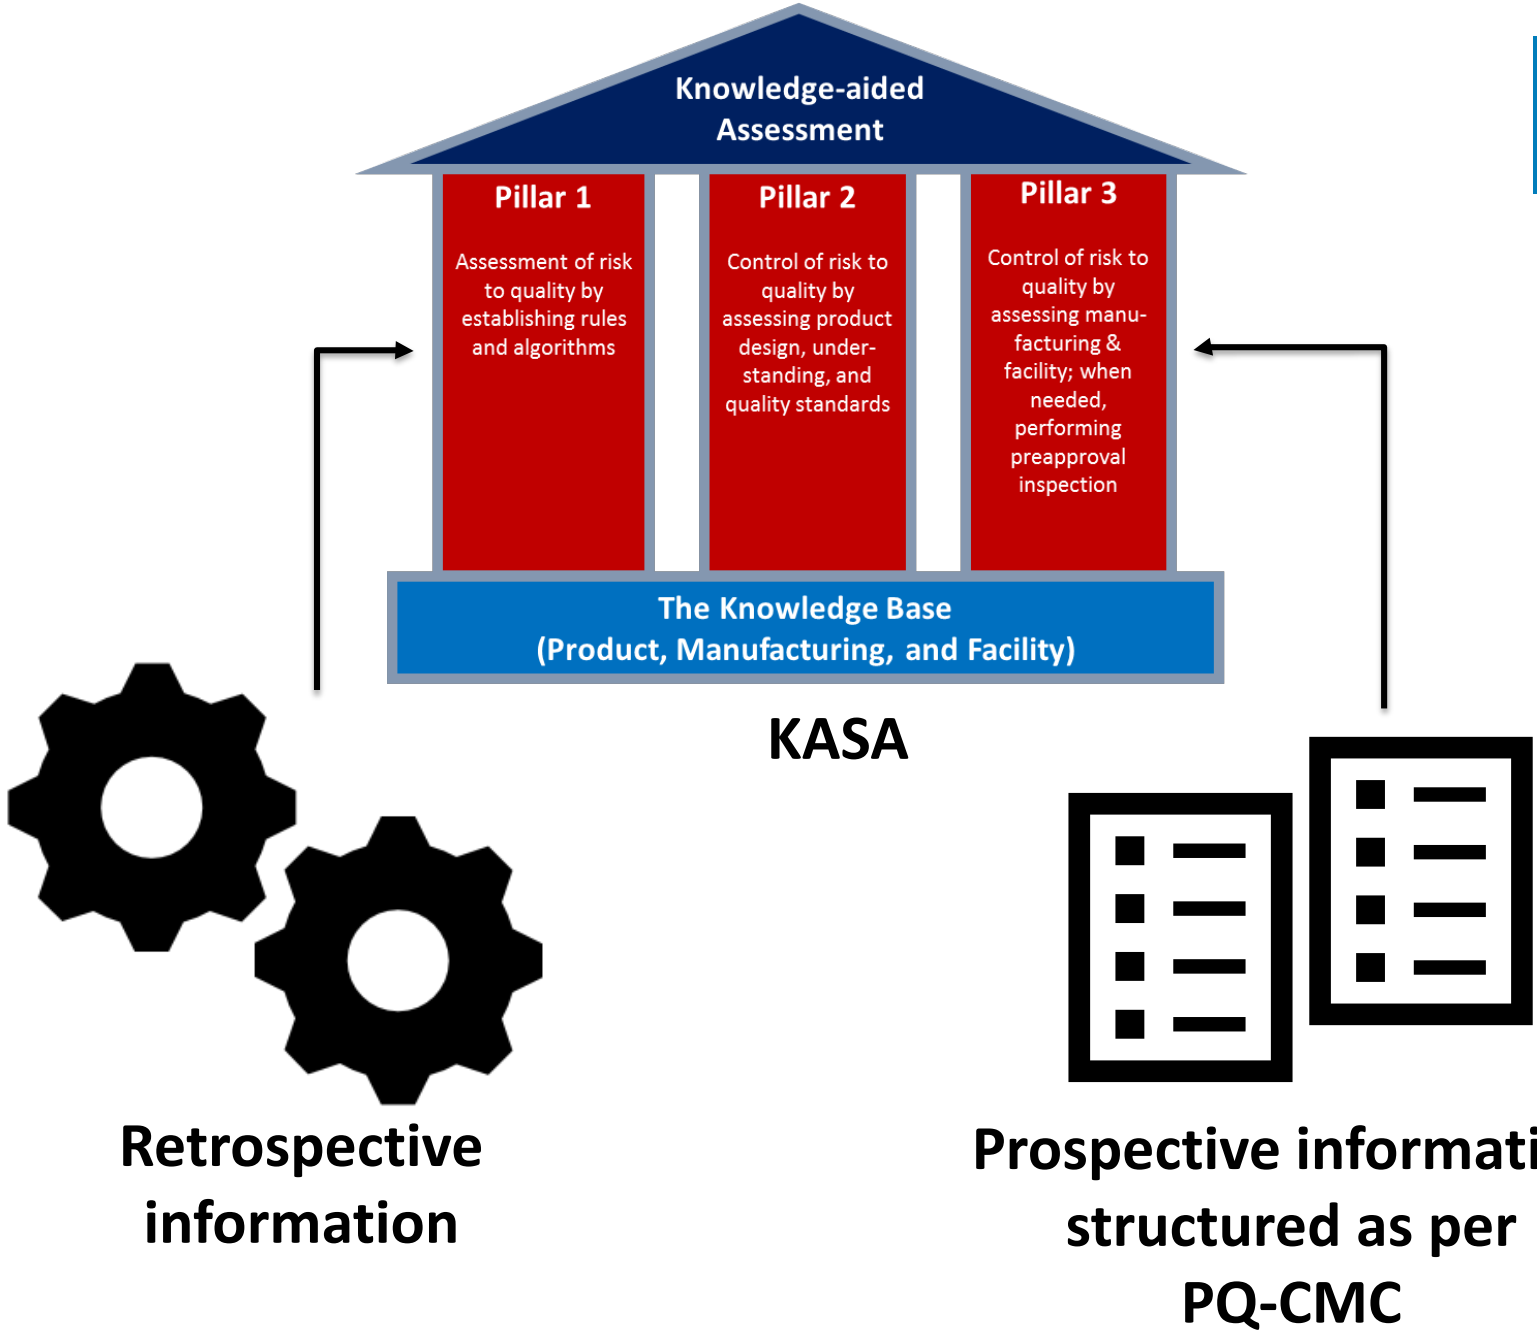 Knowledge-aided
Assessment
Pillar 1
Assessment of risk
to quality by
establishing rules
and algorithms
Pillar 2
Control of risk to
quality by
assessing product
design, under-
standing, and
quality standards
Pillar 3
Control of risk to
quality by
assessing manu-
facturing &
facility; when
needed,
performing
preapproval
inspection
The Knowledge Base
(Product, Manufacturing, and Facility)
KASA
Retrospective
information
Prospective informati
structured as per
PQ-CMC